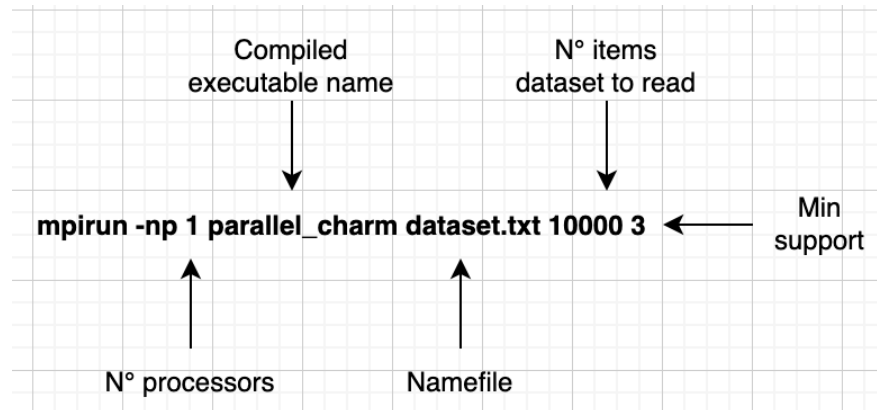 Compiled
executable name
N° items
dataset to read
mpirun -np 1 parallel_charm dataset.txt 10000 3
Min
support
N° processors
Namefile